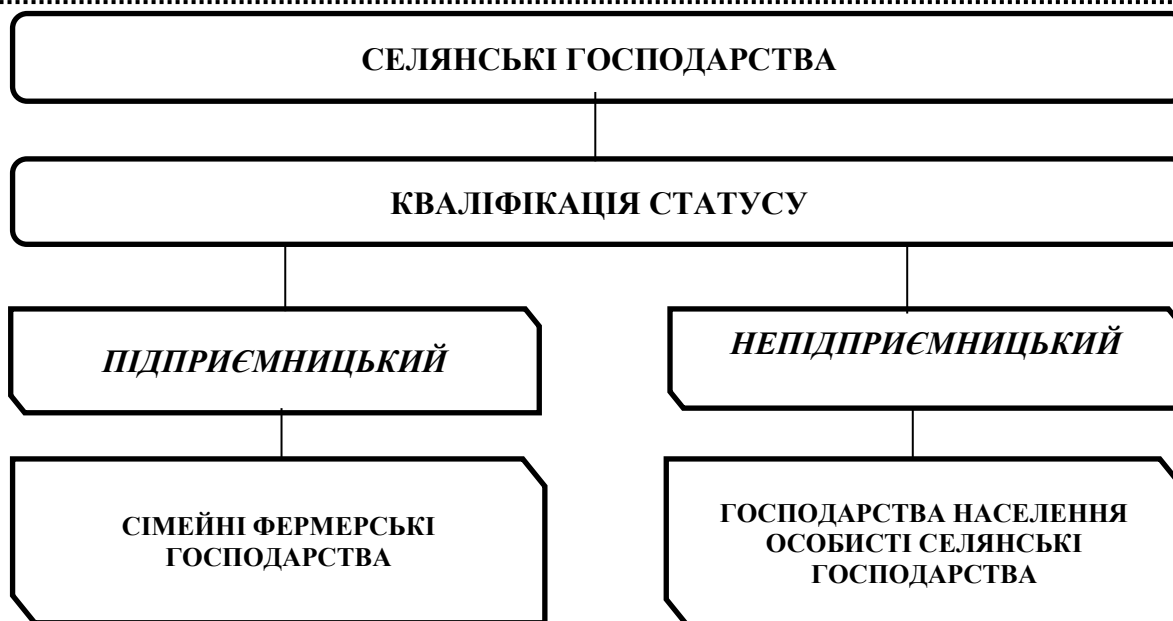 СЕЛЯНСЬКІ ГОСПОДАРСТВА
КВАЛІФІКАЦІЯ СТАТУСУ
ПІДПРИЄМНИЦЬКИЙ
НЕПІДПРИЄМНИЦЬКИЙ
СІМЕЙНІ ФЕРМЕРСЬКІ
ГОСПОДАРСТВА
ГОСПОДАРСТВА НАСЕЛЕННЯ
ОСОБИСТІ СЕЛЯНСЬКІ
ГОСПОДАРСТВА